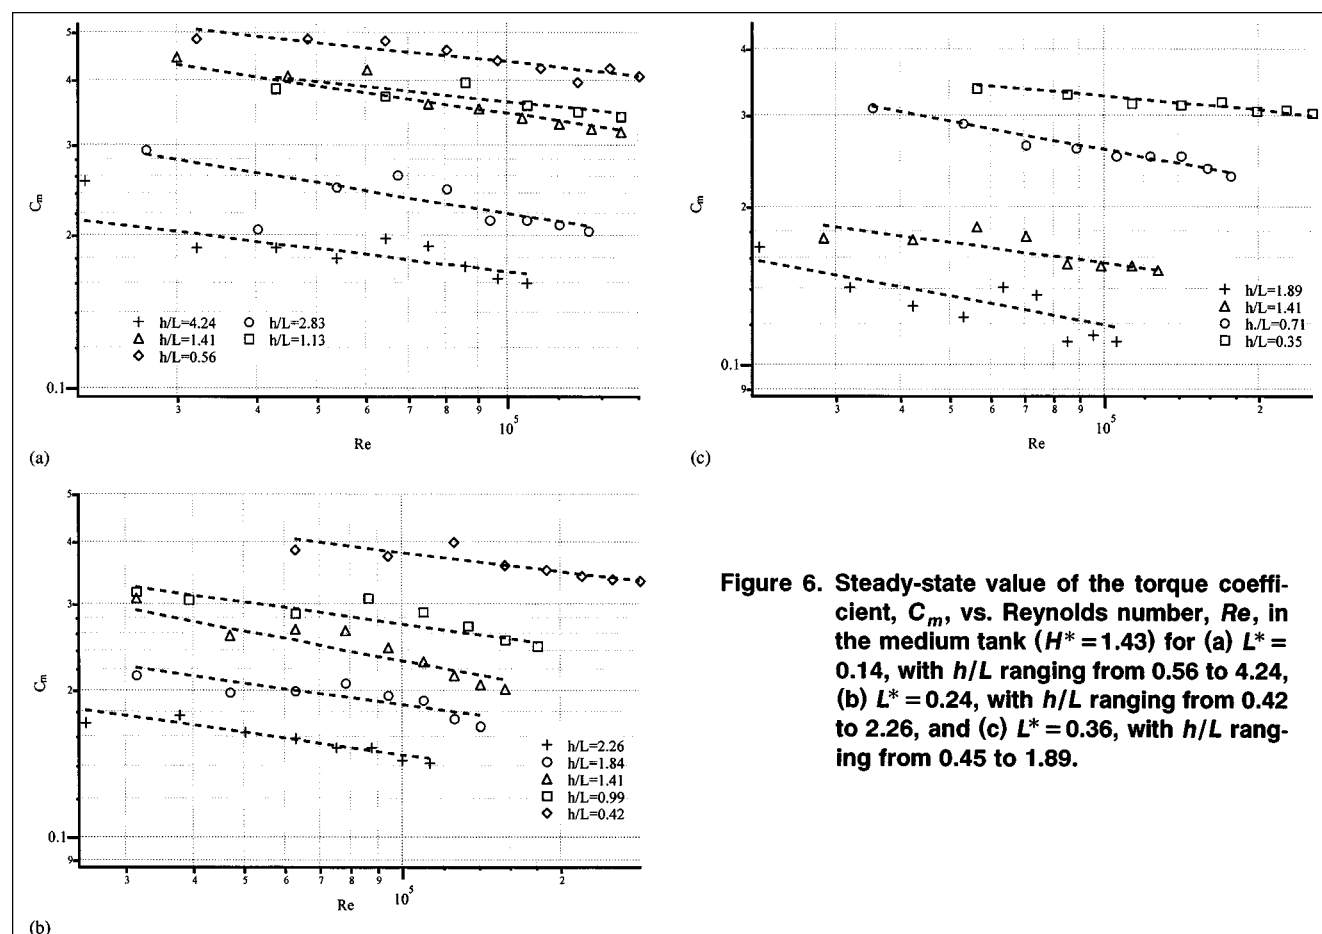 5
4
3
2
0.1
C_m
h/L=4.24
h/L=2.83
h/L=1.41
h/L=1.13
h/L=0.56
3 4 5 6 7 8 9 10^5
Re
(a)
4
3
2
0.1
9
C_m
h/L=1.89
h/L=1.41
h./L=0.71
h/L=0.35
3 4 5 6 7 8 9 10^5 2
Re
(c)
5
4
3
2
0.1
9
C_m
h/L=2.26
h/L=1.84
h/L=1.41
h/L=0.99
h/L=0.42
3 4 5 6 7 8 9 10^5 2
Re
(b)
Figure 6. Steady-state value of the torque coeffi-
cient, C_m, vs. Reynolds number, Re, in
the medium tank (H* = 1.43) for (a) L* =
0.14, with h/L ranging from 0.56 to 4.24,
(b) L* = 0.24, with h/L ranging from 0.42
to 2.26, and (c) L* = 0.36, with h/L rang-
ing from 0.45 to 1.89.